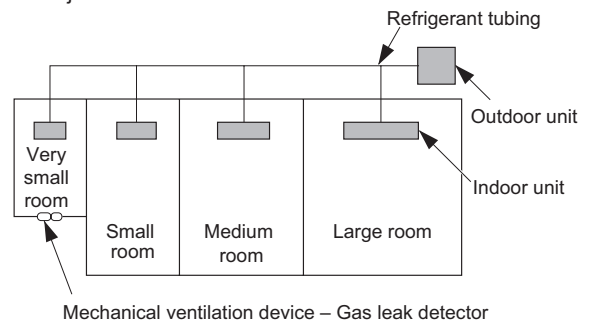 Refrigerant tubing
Outdoor unit
Indoor unit
Very
small
room
Small
room
Medium
room
Large room
Mechanical ventilation device – Gas leak detector